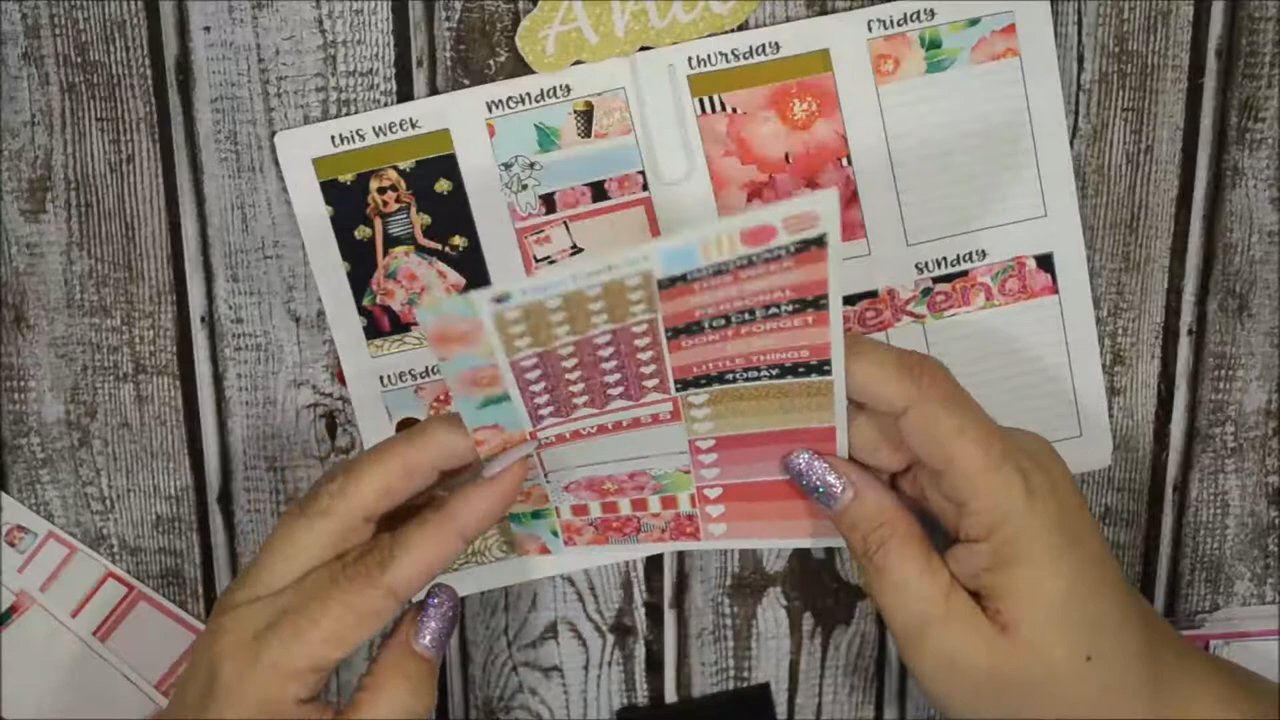 friday
thursday
monday
this week
sunday
weekend
tuesda
IMPORTANT
THIS WEEK
PERSONAL
TO CLEAN
DON'T FORGET
LITTLE THINGS
TODAY
M T W T F S S